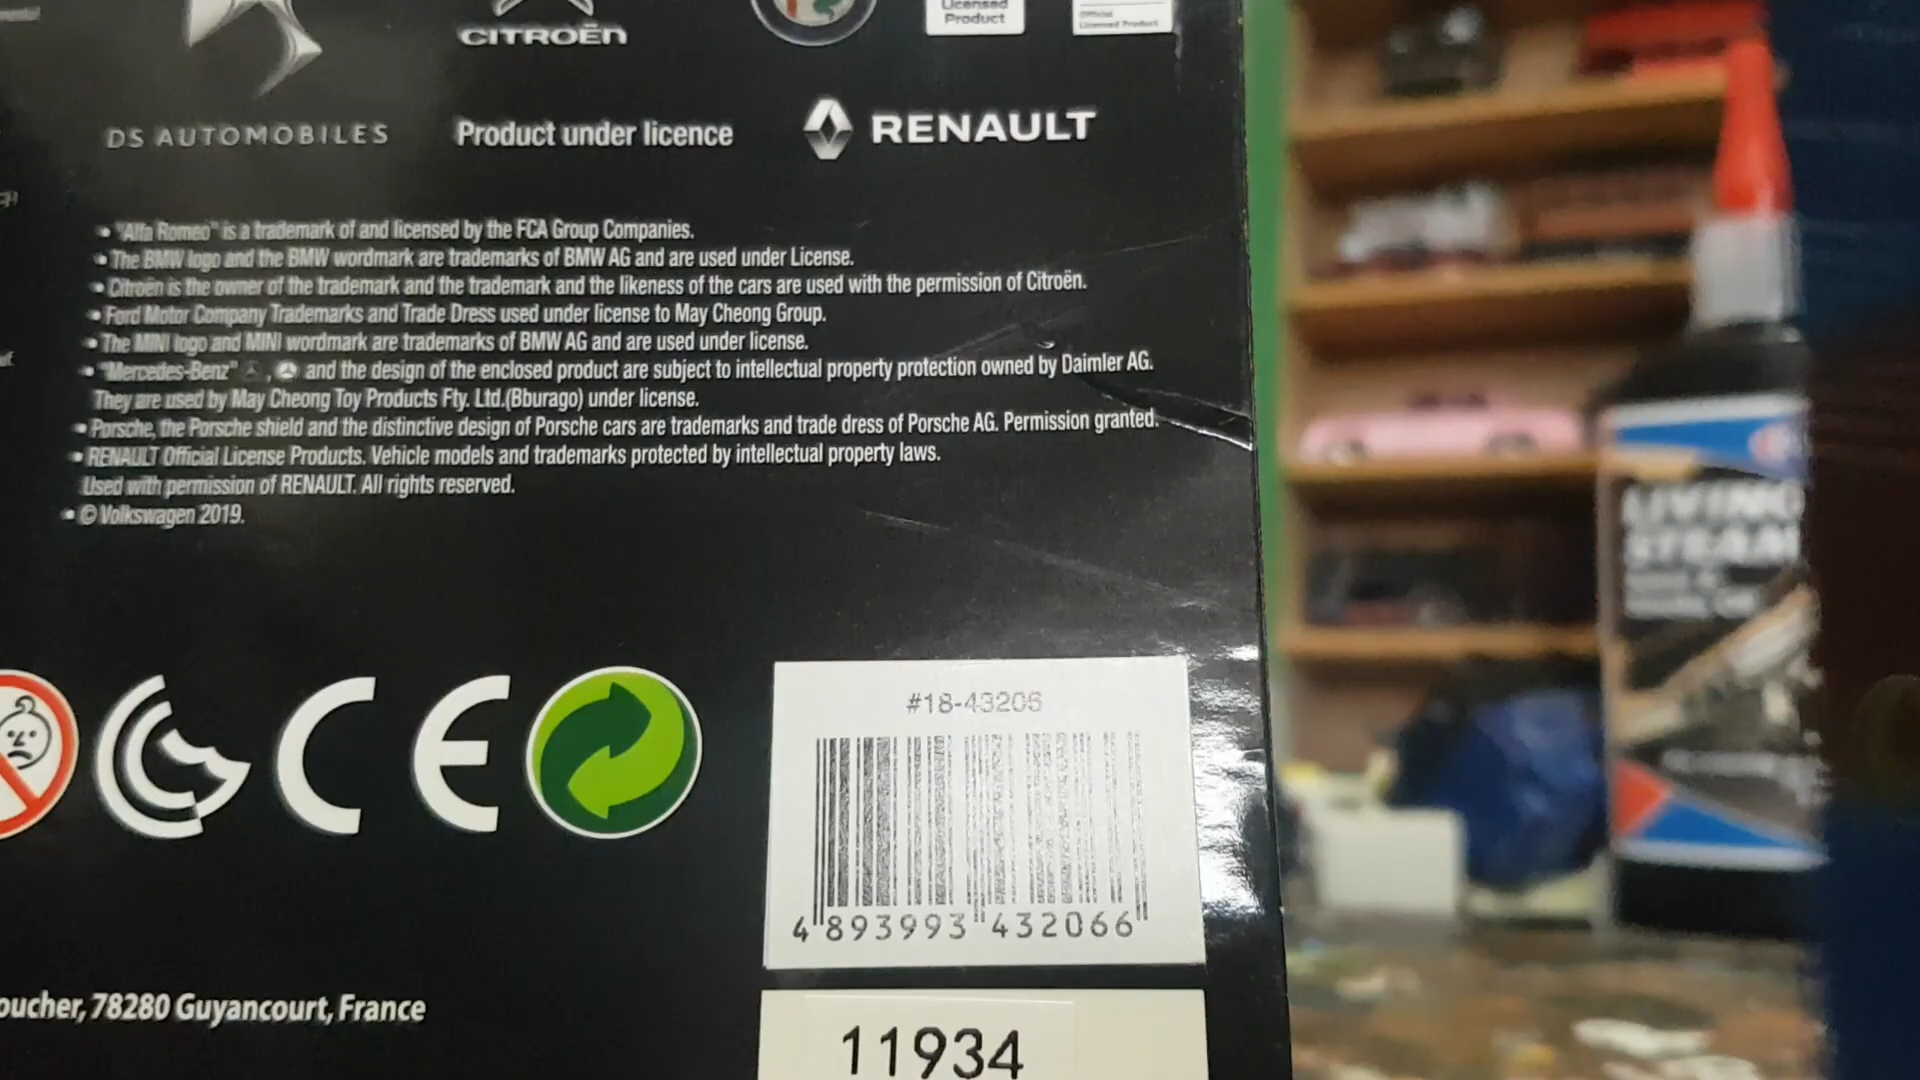 CITROËN
Licensed
Product
Official
Licensed Product
DS AUTOMOBILES
Product under licence
RENAULT
• "Alfa Romeo" is a trademark of and licensed by the FCA Group Companies.
• The BMW logo and the BMW wordmark are trademarks of BMW AG and are used under License.
• Citroën is the owner of the trademark and the trademark and the likeness of the cars are used with the permission of Citroën.
• Ford Motor Company Trademarks and Trade Dress used under license to May Cheong Group.
• The MINI logo and MINI wordmark are trademarks of BMW AG and are used under license.
• "Mercedes-Benz" , and the design of the enclosed product are subject to intellectual property protection owned by Daimler AG.
They are used by May Cheong Toy Products Fty. Ltd.(Bburago) under license.
• Porsche, the Porsche shield and the distinctive design of Porsche cars are trademarks and trade dress of Porsche AG. Permission granted.
• RENAULT Official License Products. Vehicle models and trademarks protected by intellectual property laws.
Used with permission of RENAULT. All rights reserved.
• © Volkswagen 2019.
CE
#18-43206
4 893993 432066
oucher, 78280 Guyancourt, France
11934
LIVING
STEAM